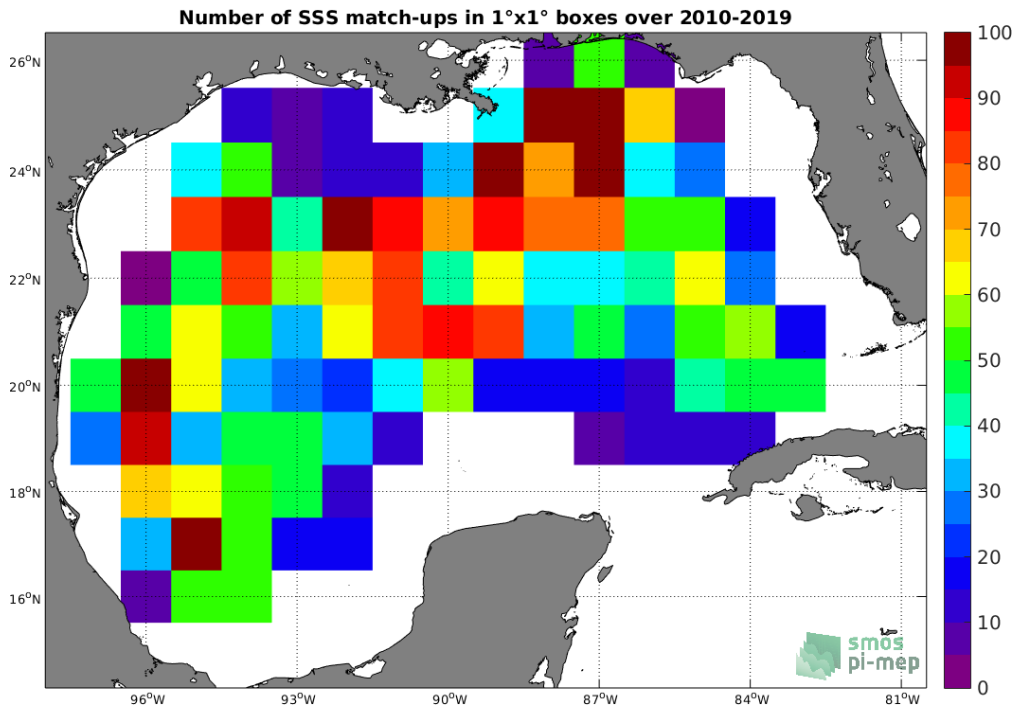 Number of SSS match-ups in 1°x1° boxes over 2010-2019
26°N
24°N
22°N
20°N
18°N
16°N
96°W
93°W
90°W
87°W
84°W
81°W
100
90
80
70
60
50
40
30
20
10
0
smos
pi-mep